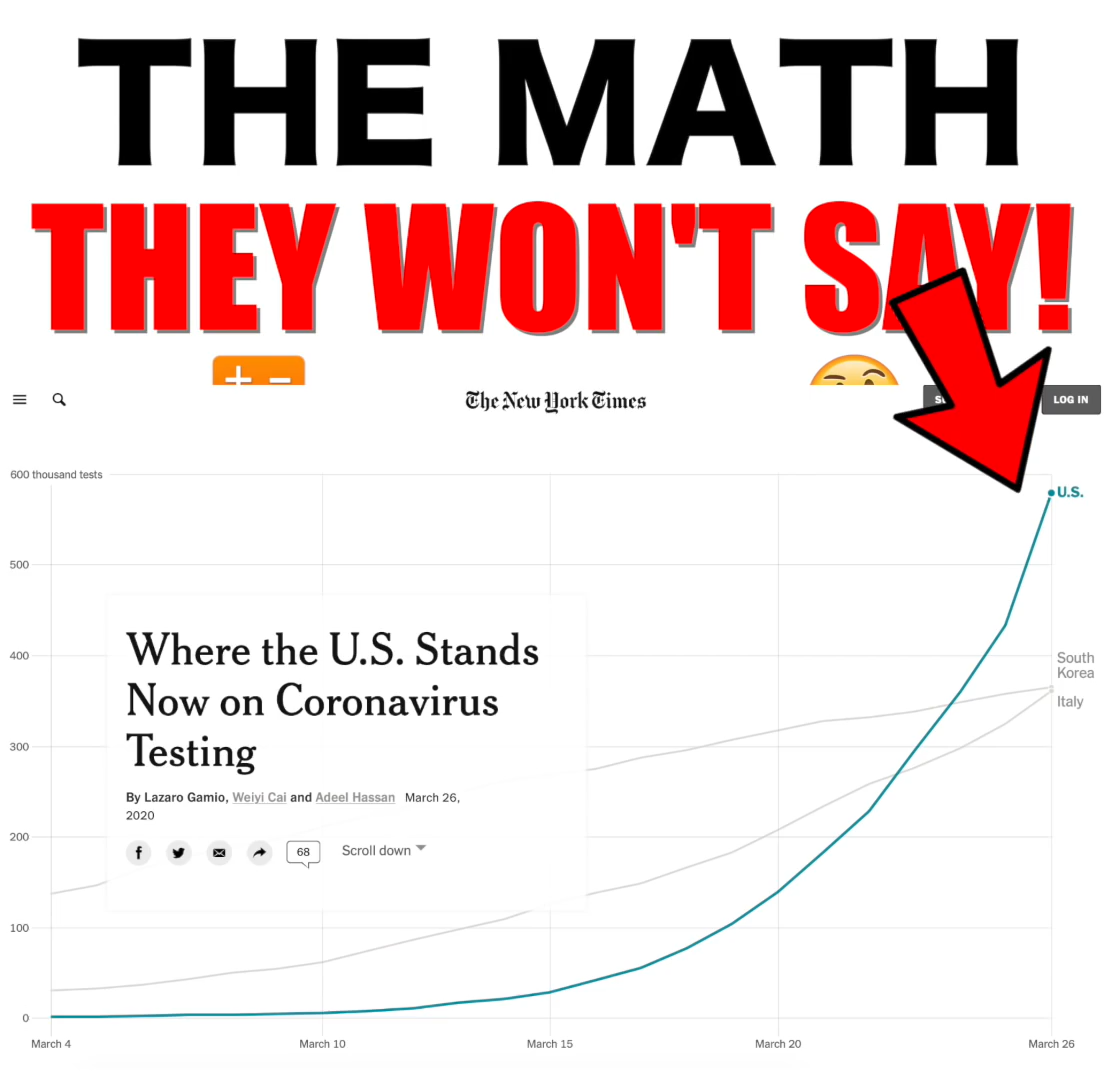 THE MATH
THEY WON'T SAY!
The New York Times
LOG IN
600 thousand tests
U.S.
500
Where the U.S. Stands
Now on Coronavirus
Testing
400
South
Korea
Italy
300
By Lazaro Gamio, Weiyi Cai and Adeel Hassan March 26,
2020
200
68
Scroll down
100
0
March 4
March 10
March 15
March 20
March 26